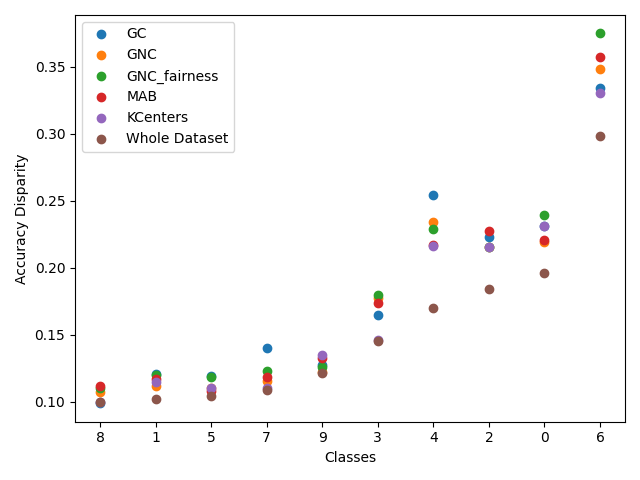 GC
GNC
GNC_fairness
MAB
KCenters
Whole Dataset
Accuracy Disparity
0.35
0.30
0.25
0.20
0.15
0.10
8 1 5 7 9 3 4 2 0 6
Classes